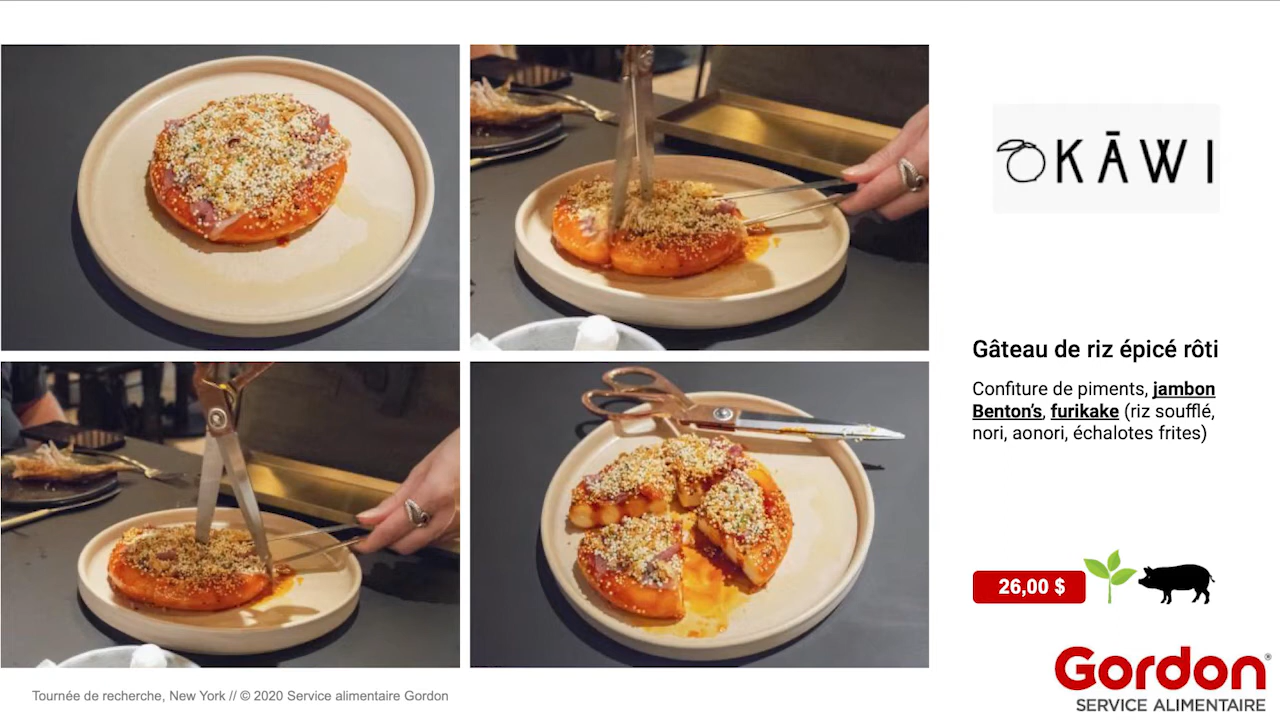 KĀWI
Gâteau de riz épicé rôti
Confiture de piments, jambon
Benton's, furikake (riz soufflé,
nori, aonori, échalotes frites)
26,00 $
Gordon®
SERVICE ALIMENTAIRE
Tournée de recherche, New York // © 2020 Service alimentaire Gordon